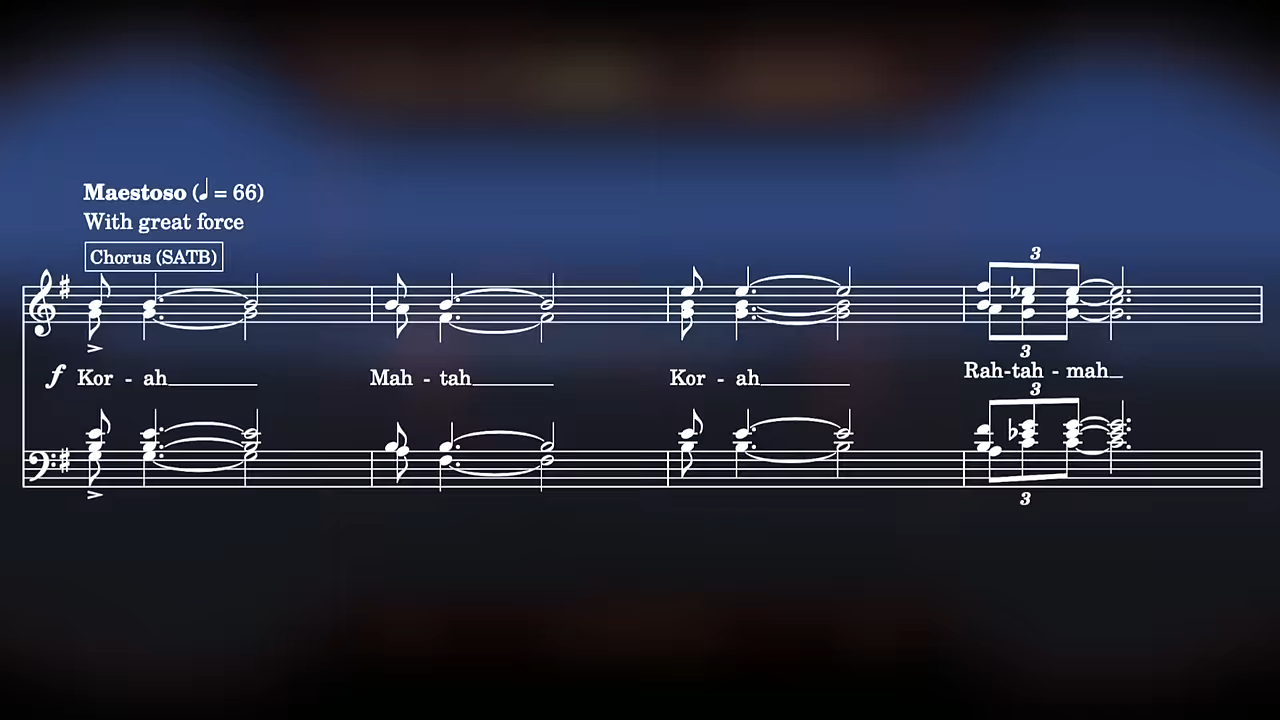 Maestoso (♩ = 66)
With great force
Chorus (SATB)
3
3
f Kor - ah Mah - tah Kor - ah Rah-tah - mah
3
3